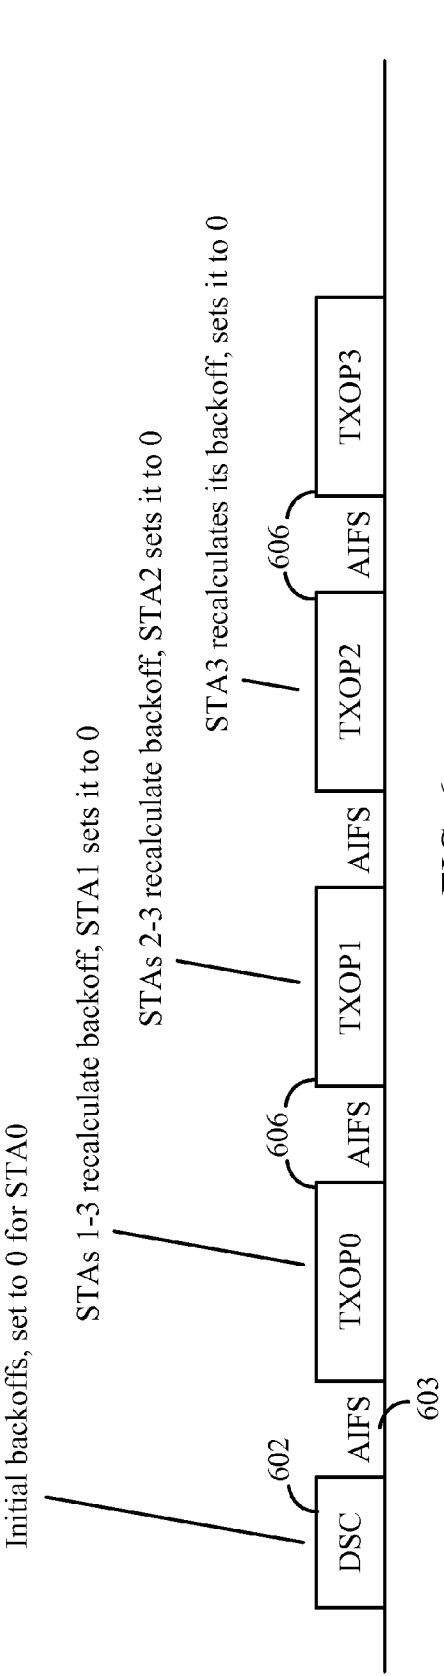 Initial backoffs, set to 0 for STA0
STAs 1-3 recalculate backoff, STA1 sets it to 0
STAs 2-3 recalculate backoff, STA2 sets it to 0
STA3 recalculates its backoff, sets it to 0
602
606
606
DSC
AIFS
TXOP0
AIFS
TXOP1
AIFS
TXOP2
AIFS
TXOP3
603